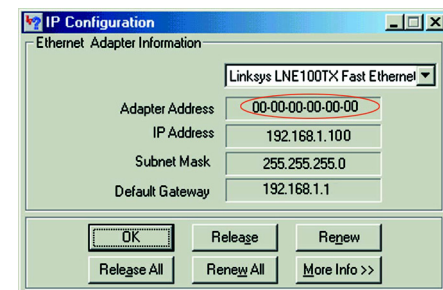 IP Configuration
Ethernet Adapter Information
Linksys LNE100TX Fast Ethernet
Adapter Address 00-00-00-00-00-00
IP Address 192.168.1.100
Subnet Mask 255.255.255.0
Default Gateway 192.168.1.1
OK Release Renew
Release All Renew All More Info >>